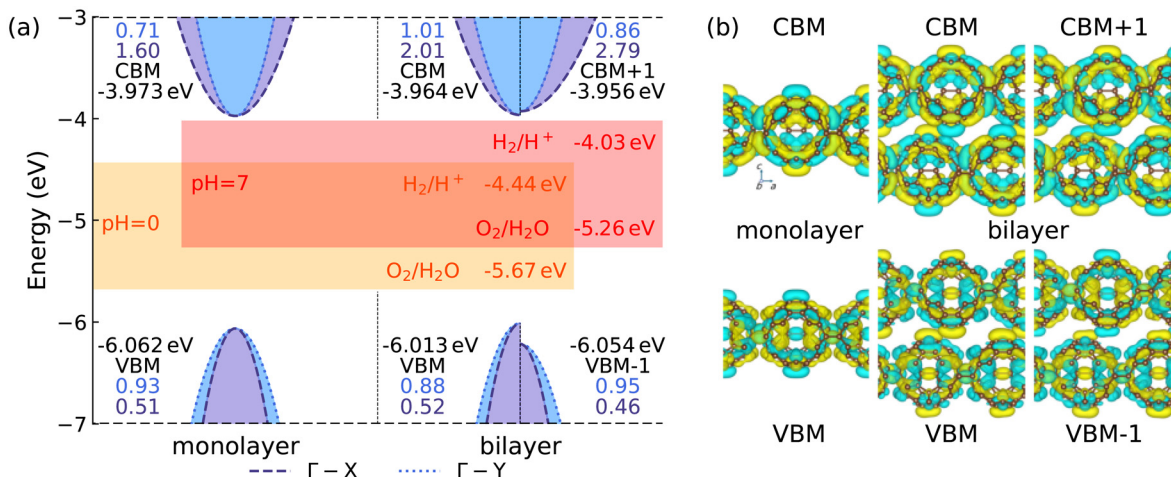 (a)
Energy (eV)
−3
−4
−5
−6
−7
0.71
1.60
CBM
-3.973 eV
1.01
2.01
CBM
-3.964 eV
0.86
2.79
CBM+1
-3.956 eV
H₂/H⁺ -4.03 eV
pH=7
H₂/H⁺ -4.44 eV
pH=0
O₂/H₂O -5.26 eV
O₂/H₂O -5.67 eV
-6.062 eV
VBM
0.93
0.51
-6.013 eV
VBM
0.88
0.52
-6.054 eV
VBM-1
0.95
0.46
monolayer
bilayer
Γ − X
Γ − Y
(b)
CBM
CBM
CBM+1
c
b
a
monolayer
bilayer
VBM
VBM
VBM-1